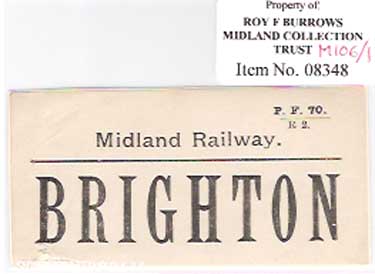 Property of:
ROY F BURROWS
MIDLAND COLLECTION
TRUST M106/1
Item No. 08348
P. F. 70.
R 2.
Midland Railway.
BRIGHTON